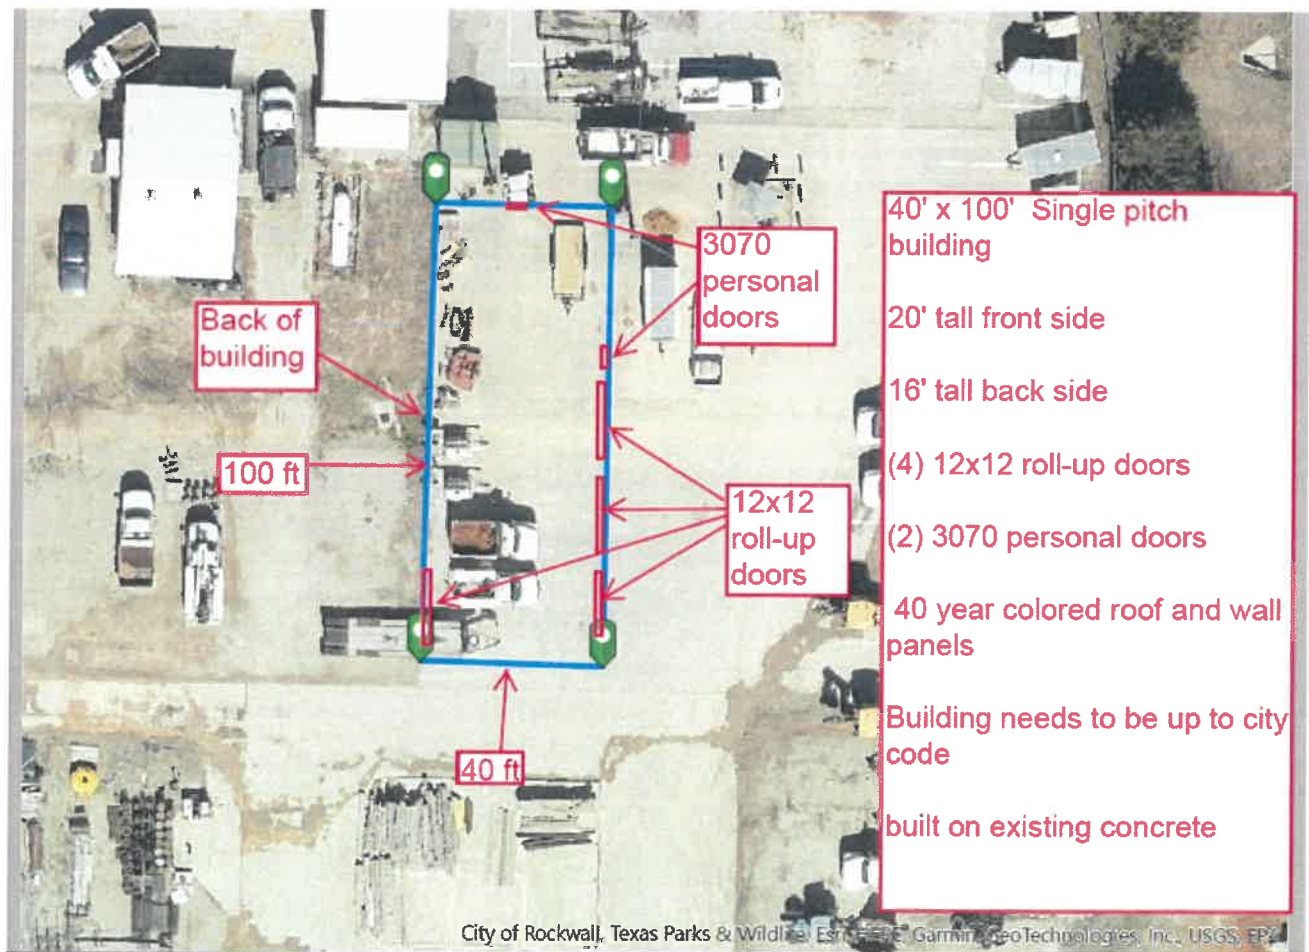 3070
personal
doors
Back of
building
100 ft
12x12
roll-up
doors
40 ft
40' x 100' Single pitch
building
20' tall front side
16' tall back side
(4) 12x12 roll-up doors
(2) 3070 personal doors
40 year colored roof and wall
panels
Building needs to be up to city
code
built on existing concrete
City of Rockwall, Texas Parks & Wildlife, Esri, Garmin, GeoTechnologies, Inc., USGS, EPA